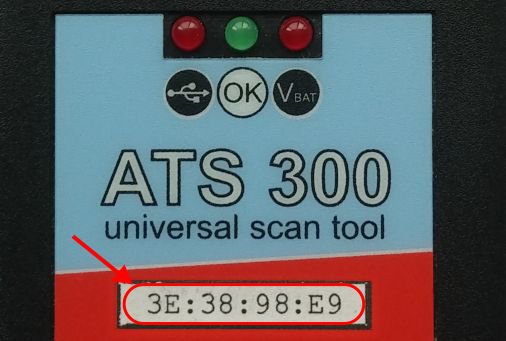 OK VBAT
ATS 300
universal scan tool
3E:38:98:E9